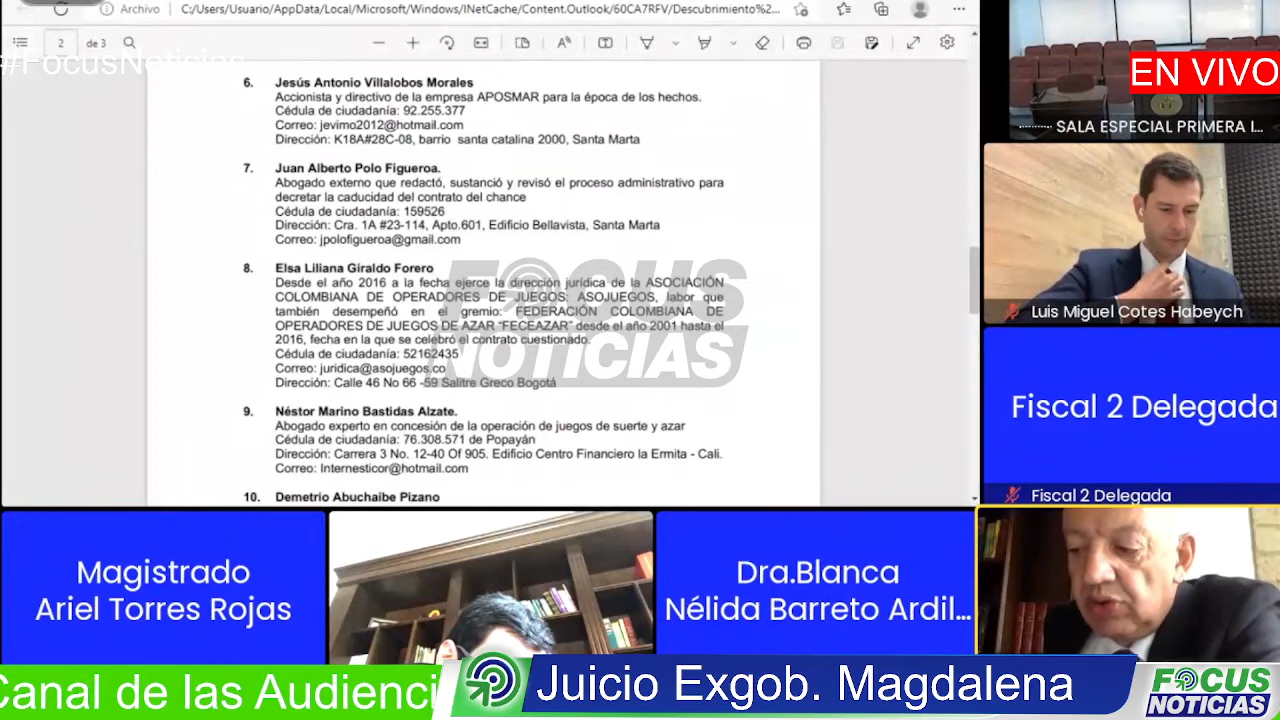 Archivo
C:/Users/Usuario/AppData/Local/Microsoft/Windows/INetCache/Content.Outlook/60CA7RFV/Descubrimiento%2...
2 de 3
#FocusNoticias
6. Jesús Antonio Villalobos Morales
Accionista y directivo de la empresa APOSMAR para la época de los hechos.
Cédula de ciudadanía: 92.255.377
Correo: jevimo2012@hotmail.com
Dirección: K18A#28C-08, barrio santa catalina 2000, Santa Marta
7. Juan Alberto Polo Figueroa.
Abogado externo que redactó, sustanció y revisó el proceso administrativo para
decretar la caducidad del contrato del chance
Cédula de ciudadanía: 159526
Dirección: Cra. 1A #23-114, Apto.601, Edificio Bellavista, Santa Marta
Correo: jpolofigueroa@gmail.com
8. Elsa Liliana Giraldo Forero
Desde el año 2016 a la fecha ejerce la dirección jurídica de la ASOCIACIÓN
COLOMBIANA DE OPERADORES DE JUEGOS: ASOJUEGOS, labor que
también desempeñó en el gremio: FEDERACIÓN COLOMBIANA DE
OPERADORES DE JUEGOS DE AZAR "FECEAZAR" desde el año 2001 hasta el
2016, fecha en la que se celebró el contrato cuestionado.
Cédula de ciudadanía: 52162435
Correo: juridica@asojuegos.co
Dirección: Calle 46 No 66 -59 Salitre Greco Bogotá
9. Néstor Marino Bastidas Alzate.
Abogado experto en concesión de la operación de juegos de suerte y azar
Cédula de ciudadanía: 76.308.571 de Popayán
Dirección: Carrera 3 No. 12-40 Of 905. Edificio Centro Financiero la Ermita - Cali.
Correo: Internesticor@hotmail.com
10. Demetrio Abuchaibe Pizano
FOCUS
NOTICIAS
EN VIVO
SALA ESPECIAL PRIMERA I...
Luis Miguel Cotes Habeych
Fiscal 2 Delegada
Fiscal 2 Delegada
Magistrado
Ariel Torres Rojas
Dra.Blanca
Nélida Barreto Ardil...
Canal de las Audienci
Juicio Exgob. Magdalena
FOCUS
NOTICIAS